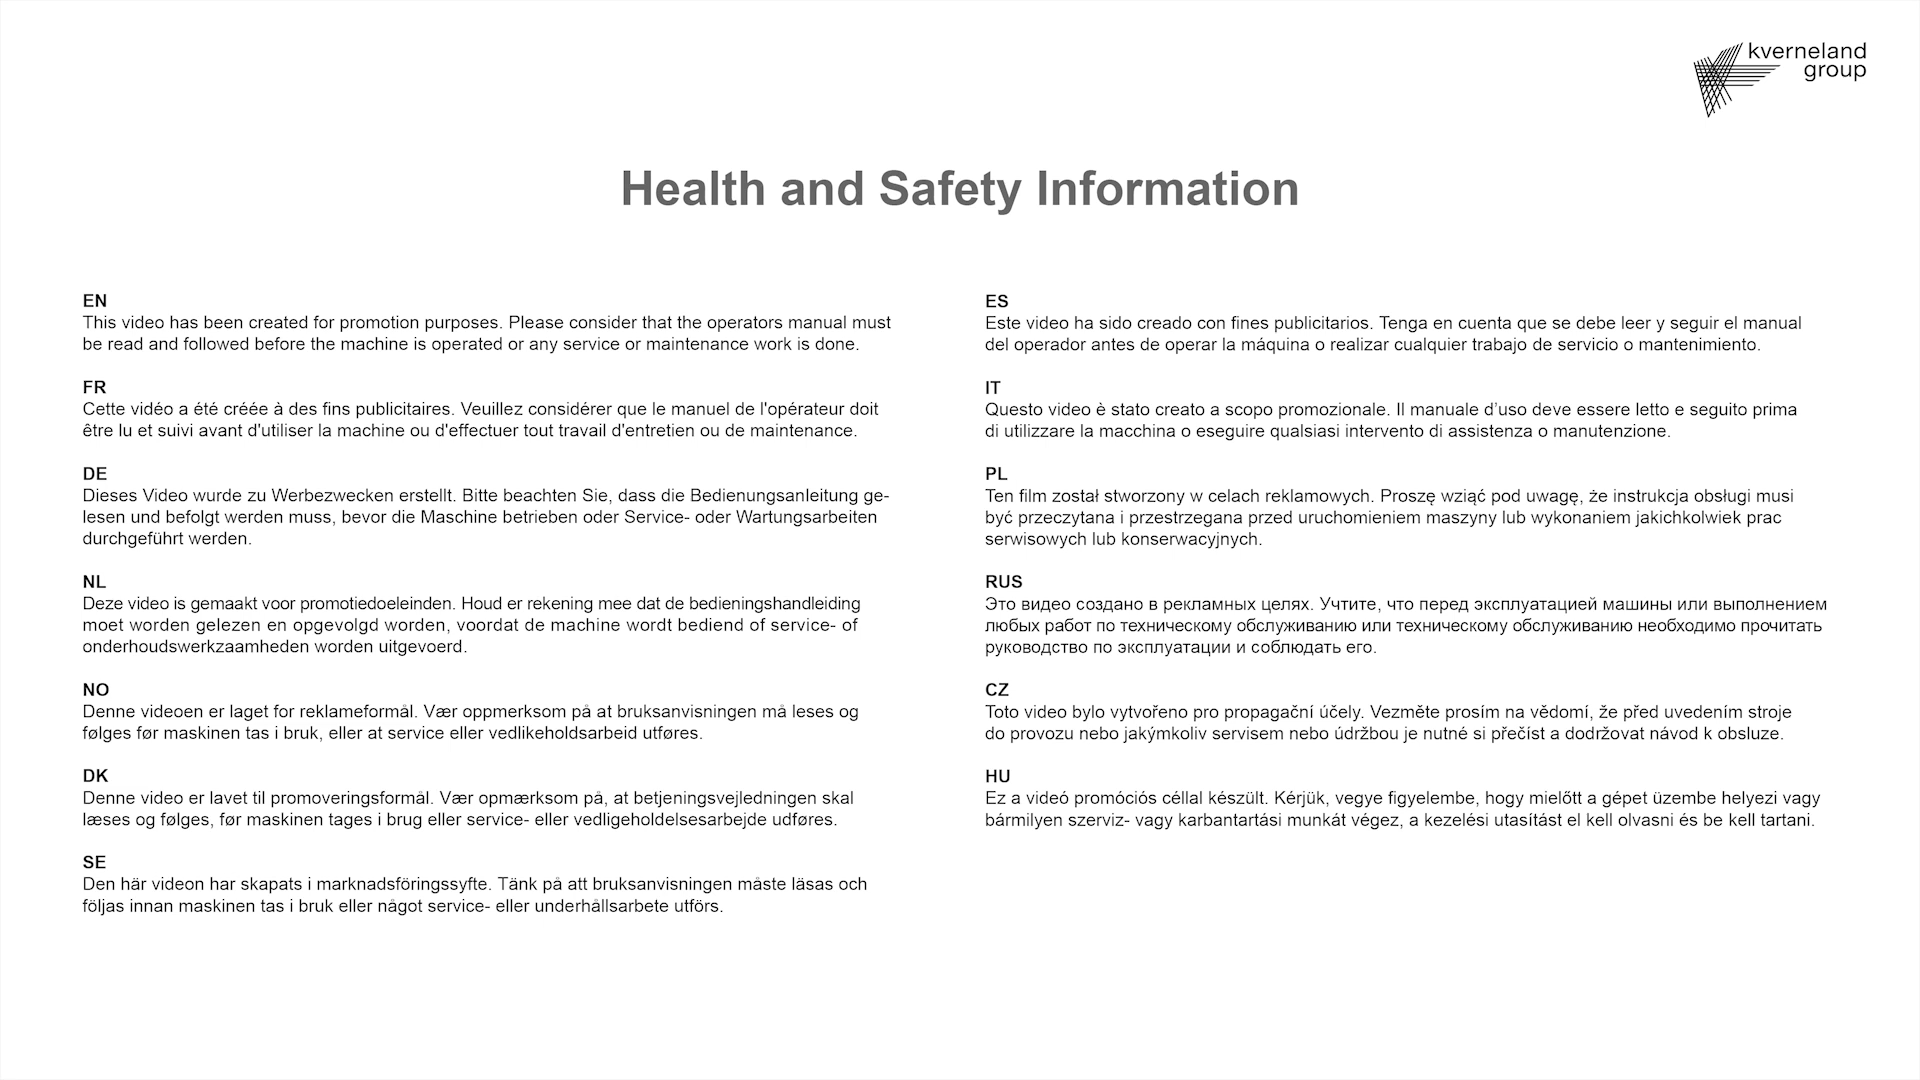 kverneland
group
Health and Safety Information
EN
This video has been created for promotion purposes. Please consider that the operators manual must
be read and followed before the machine is operated or any service or maintenance work is done.
FR
Cette vidéo a été créée à des fins publicitaires. Veuillez considérer que le manuel de l'opérateur doit
être lu et suivi avant d'utiliser la machine ou d'effectuer tout travail d'entretien ou de maintenance.
DE
Dieses Video wurde zu Werbezwecken erstellt. Bitte beachten Sie, dass die Bedienungsanleitung ge-
lesen und befolgt werden muss, bevor die Maschine betrieben oder Service- oder Wartungsarbeiten
durchgeführt werden.
NL
Deze video is gemaakt voor promotiedoeleinden. Houd er rekening mee dat de bedieningshandleiding
moet worden gelezen en opgevolgd worden, voordat de machine wordt bediend of service- of
onderhoudswerkzaamheden worden uitgevoerd.
NO
Denne videoen er laget for reklameformål. Vær oppmerksom på at bruksanvisningen må leses og
følges før maskinen tas i bruk, eller at service eller vedlikeholdsarbeid utføres.
DK
Denne video er lavet til promoveringsformål. Vær opmærksom på, at betjeningsvejledningen skal
læses og følges, før maskinen tages i brug eller service- eller vedligeholdelsesarbejde udføres.
SE
Den här videon har skapats i marknadsföringssyfte. Tänk på att bruksanvisningen måste läsas och
följas innan maskinen tas i bruk eller något service- eller underhållsarbete utförs.
ES
Este video ha sido creado con fines publicitarios. Tenga en cuenta que se debe leer y seguir el manual
del operador antes de operar la máquina o realizar cualquier trabajo de servicio o mantenimiento.
IT
Questo video è stato creato a scopo promozionale. Il manuale d’uso deve essere letto e seguito prima
di utilizzare la macchina o eseguire qualsiasi intervento di assistenza o manutenzione.
PL
Ten film został stworzony w celach reklamowych. Proszę wziąć pod uwagę, że instrukcja obsługi musi
być przeczytana i przestrzegana przed uruchomieniem maszyny lub wykonaniem jakichkolwiek prac
serwisowych lub konserwacyjnych.
RUS
Это видео создано в рекламных целях. Учтите, что перед эксплуатацией машины или выполнением
любых работ по техническому обслуживанию или техническому обслуживанию необходимо прочитать
руководство по эксплуатации и соблюдать его.
CZ
Toto video bylo vytvořeno pro propagační účely. Vezměte prosím na vědomí, že před uvedením stroje
do provozu nebo jakýmkoliv servisem nebo údržbou je nutné si přečíst a dodržovat návod k obsluze.
HU
Ez a videó promóciós céllal készült. Kérjük, vegye figyelembe, hogy mielőtt a gépet üzembe helyezi vagy
bármilyen szerviz- vagy karbantartási munkát végez, a kezelési utasítást el kell olvasni és be kell tartani.